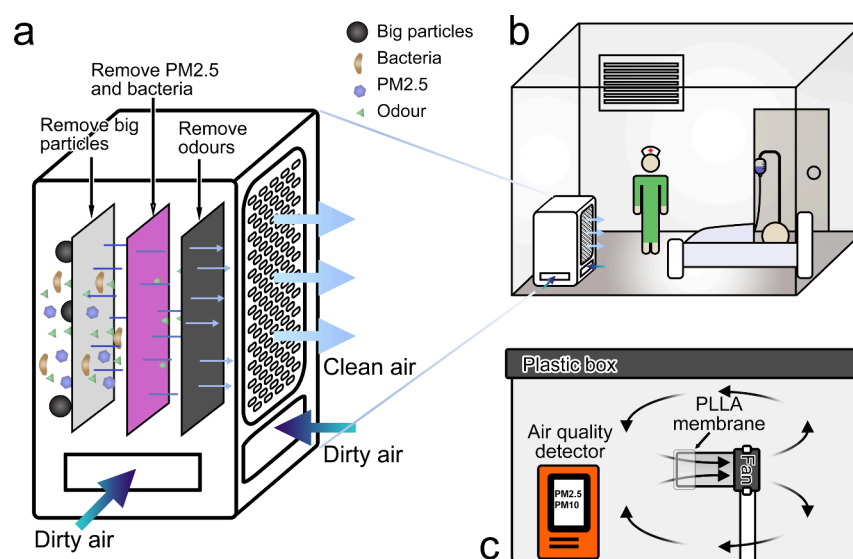 a
Big particles
Bacteria
PM2.5
Odour
Remove PM2.5
and bacteria
Remove big
particles
Remove
odours
Clean air
Dirty air
Dirty air
b
Plastic box
PLLA
membrane
Air quality
detector
Fan
PM2.5
PM10
c